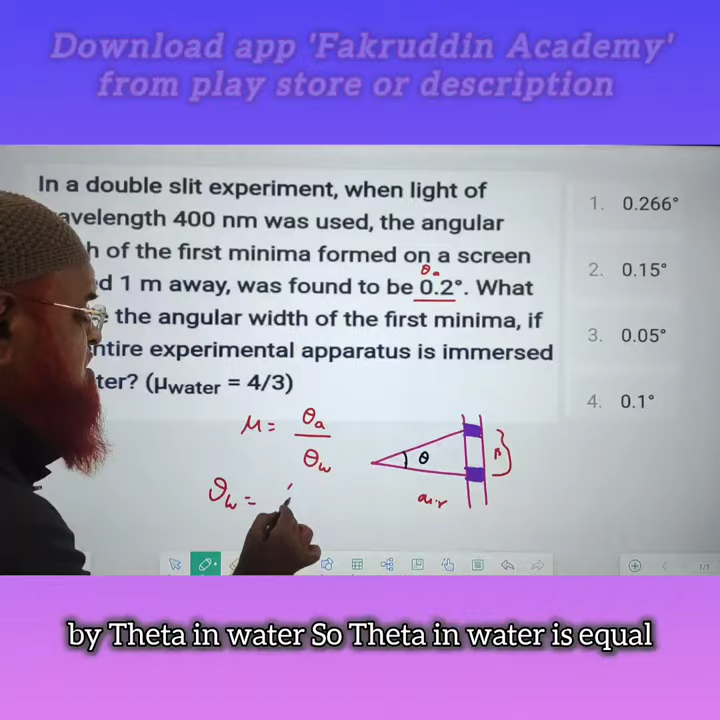 Download app 'Fakruddin Academy'
from play store or description
In a double slit experiment, when light of
avelength 400 nm was used, the angular
h of the first minima formed on a screen
θₐ
d 1 m away, was found to be 0.2°. What
the angular width of the first minima, if
ntire experimental apparatus is immersed
ter? (μwater = 4/3)
1. 0.266°
2. 0.15°
3. 0.05°
4. 0.1°
μ = θₐ / θw
θw =
θ
β
air
1/1
by Theta in water So Theta in water is equal